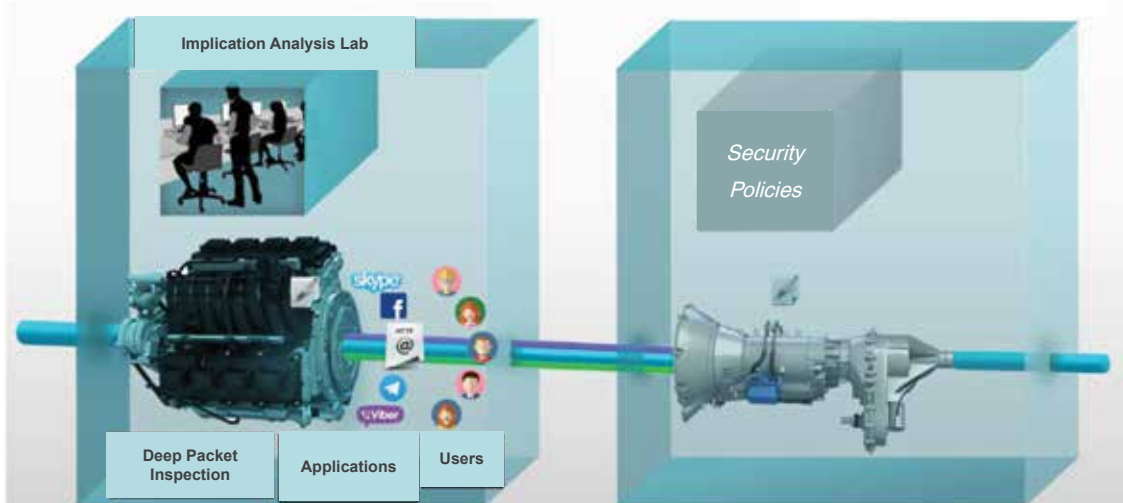 Implication Analysis Lab
Security
Policies
skype
f
HTTP
@
Viber
Deep Packet
Inspection
Applications
Users